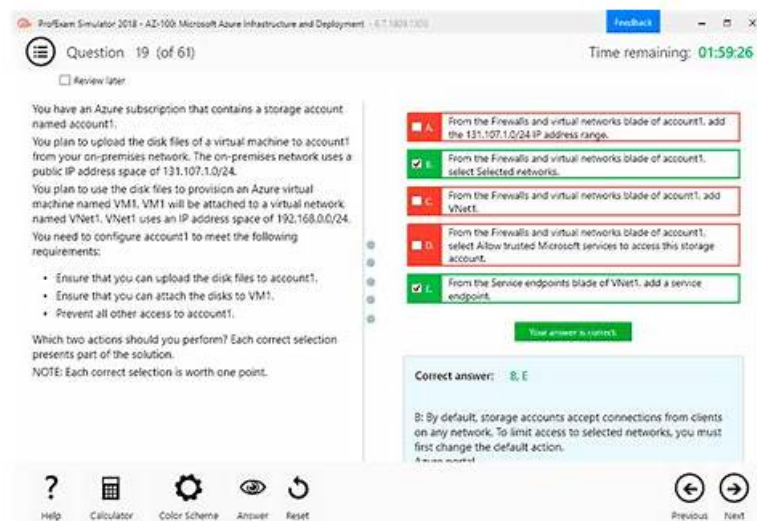 ProfExam Simulator 2018 - AZ-100: Microsoft Azure Infrastructure and Deployment
Feedback
Question 19 (of 61)
Time remaining: 01:59:26
Review later
You have an Azure subscription that contains a storage account
named account1.
You plan to upload the disk files of a virtual machine to account1
from your on-premises network. The on-premises network uses a
public IP address space of 131.107.1.0/24.
You plan to use the disk files to provision an Azure virtual
machine named VM1. VM1 will be attached to a virtual network
named VNet1. VNet1 uses an IP address space of 192.168.0.0/24.
You need to configure account1 to meet the following
requirements:
• Ensure that you can upload the disk files to account1.
• Ensure that you can attach the disks to VM1.
• Prevent all other access to account1.
Which two actions should you perform? Each correct selection
presents part of the solution.
NOTE: Each correct selection is worth one point.
A. From the Firewalls and virtual networks blade of account1, add
the 131.107.1.0/24 IP address range.
B. From the Firewalls and virtual networks blade of account1,
select Selected networks.
C. From the Firewalls and virtual networks blade of acount1, add
VNet1.
D. From the Firewalls and virtual networks blade of account1,
select Allow trusted Microsoft services to access this storage
account.
E. From the Service endpoints blade of VNet1, add a service
endpoint.
Your answer is correct.
Correct answer: B, E
B: By default, storage accounts accept connections from clients
on any network. To limit access to selected networks, you must
first change the default action.
Azure portal
Help
Calculator
Color Scheme
Answer
Reset
Previous
Next